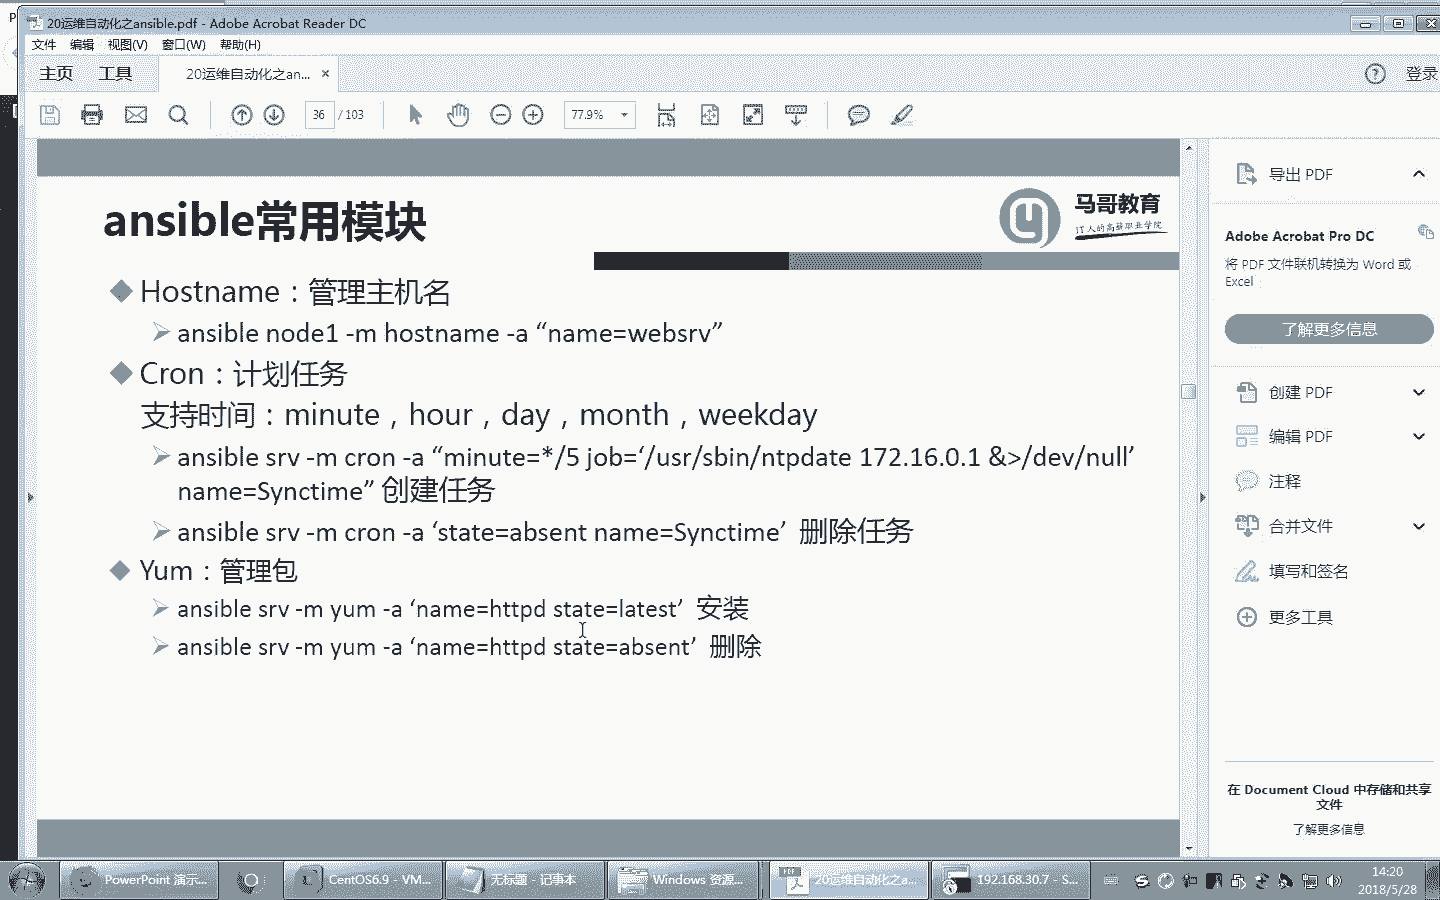 20运维自动化之ansible.pdf - Adobe Acrobat Reader DC
文件 编辑 视图(V) 窗口(W) 帮助(H)
主页 工具 20运维自动化之an... × 登录
36 / 103 77.9%
ansible常用模块
马哥教育
IT人的高薪职业学院
Hostname：管理主机名
ansible node1 -m hostname -a “name=websrv”
Cron：计划任务
支持时间：minute，hour，day，month，weekday
ansible srv -m cron -a “minute=*/5 job=‘/usr/sbin/ntpdate 172.16.0.1 &>/dev/null’
name=Synctime” 创建任务
ansible srv -m cron -a ‘state=absent name=Synctime’ 删除任务
Yum：管理包
ansible srv -m yum -a ‘name=httpd state=latest’ 安装
ansible srv -m yum -a ‘name=httpd state=absent’ 删除
导出 PDF
Adobe Acrobat Pro DC
将 PDF 文件联机转换为 Word 或
Excel
了解更多信息
创建 PDF
编辑 PDF
注释
合并文件
填写和签名
更多工具
在 Document Cloud 中存储和共享
文件
了解更多信息
PowerPoint 演示... CentOS6.9 - VM... 无标题 - 记事本 Windows 资源... 20运维自动化之a... 192.168.30.7 - S...
14:20
2018/5/28